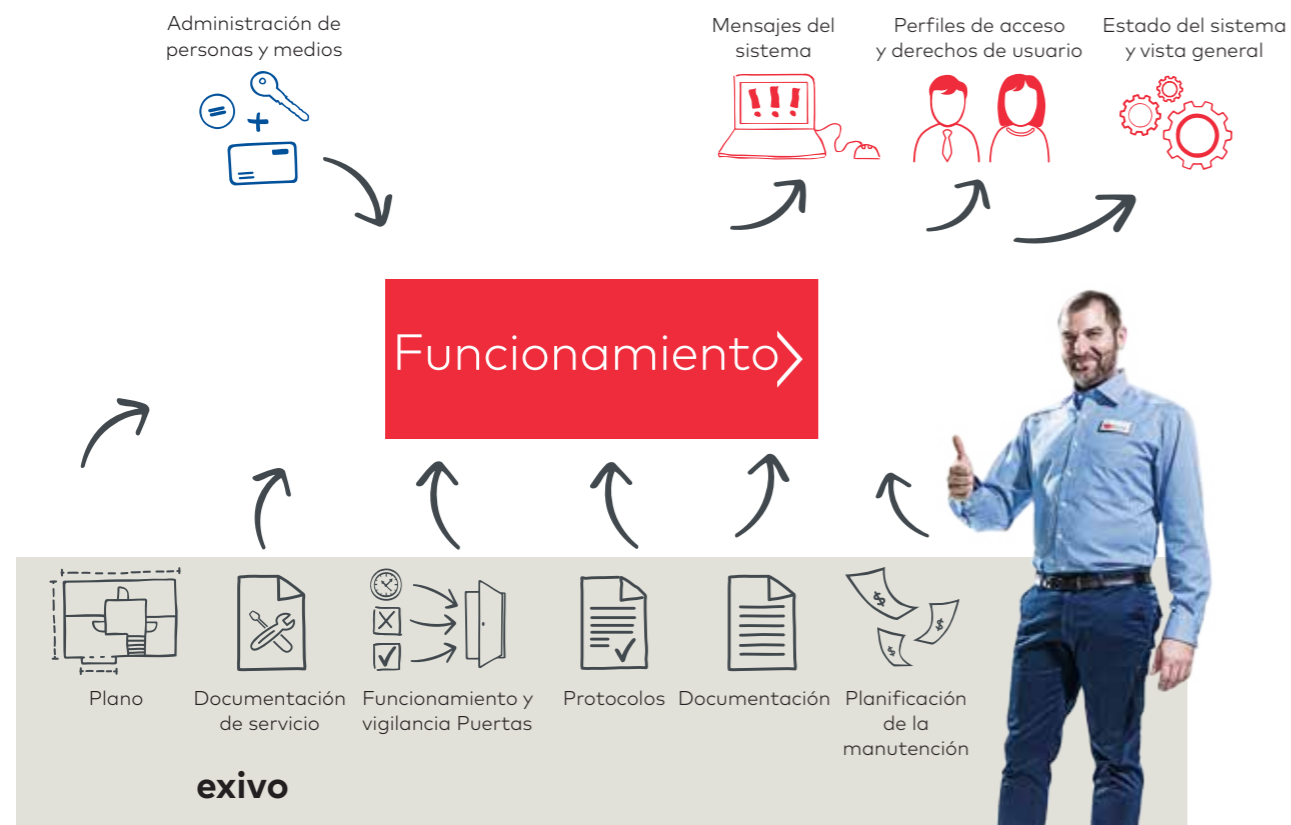 Administración de
personas y medios
Mensajes del
sistema
Perfiles de acceso
y derechos de usuario
Estado del sistema
y vista general
!!!
Funcionamiento
Plano
Documentación
de servicio
Funcionamiento y
vigilancia Puertas
Protocolos
Documentación
Planificación
de la
manutención
$
$
$
exivo